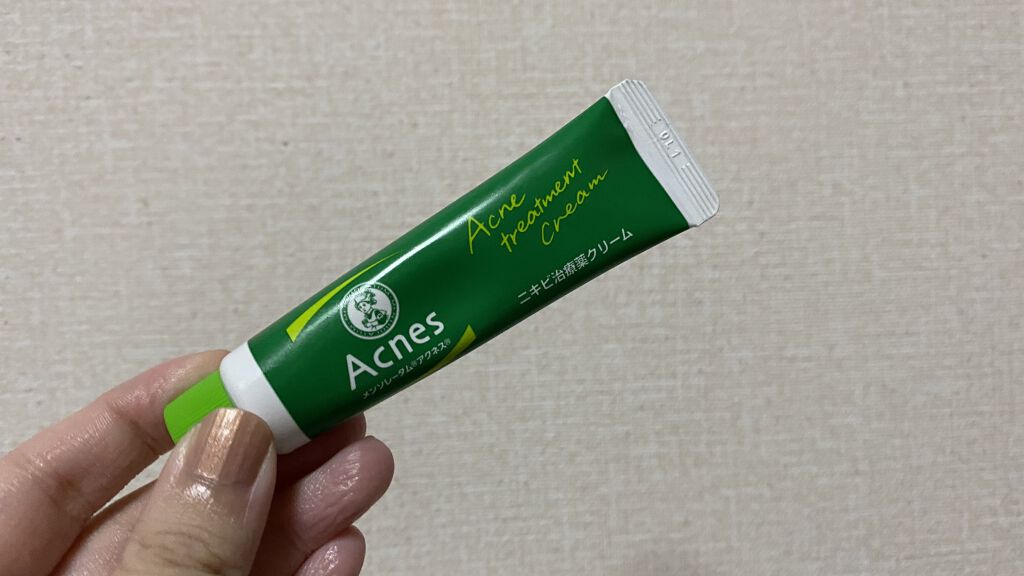 Acne
treatment
Cream
ニキビ治療薬クリーム
Acnes
メンソレータム®アクネス®